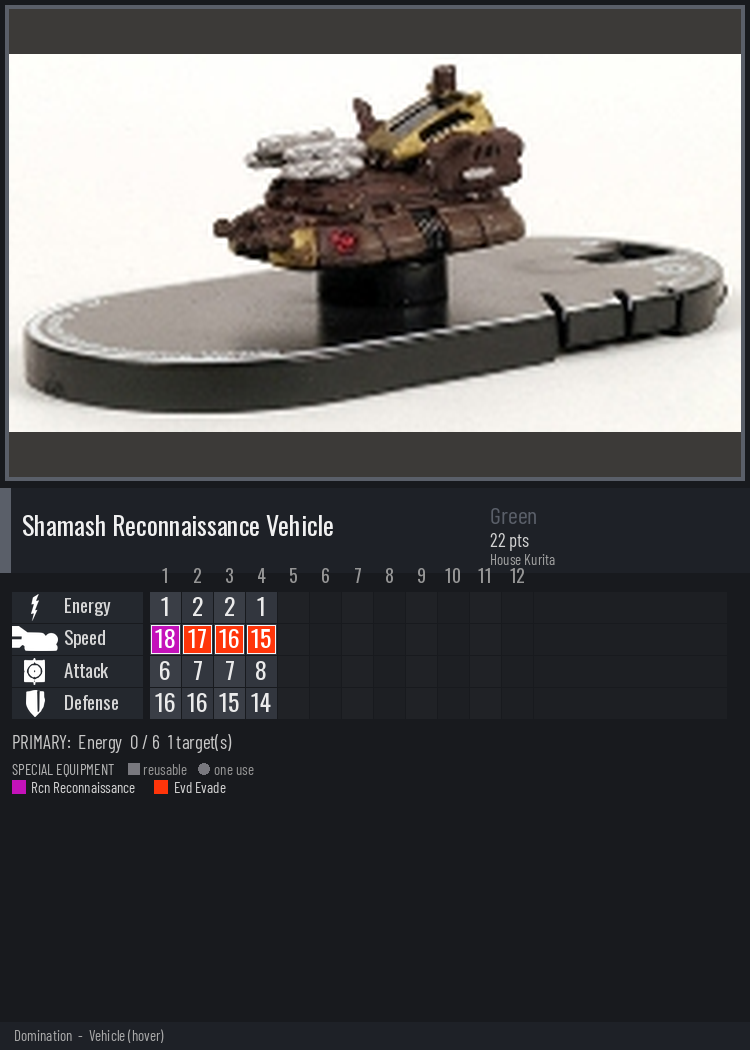 Shamash Reconnaissance Vehicle
Green
22 pts
House Kurita
1 2 3 4 5 6 7 8 9 10 11 12
Energy 1 2 2 1
Speed 18 17 16 15
Attack 6 7 7 8
Defense 16 16 15 14
PRIMARY: Energy 0 / 6 1 target(s)
SPECIAL EQUIPMENT reusable one use
Rcn Reconnaissance Evd Evade
Domination - Vehicle (hover)